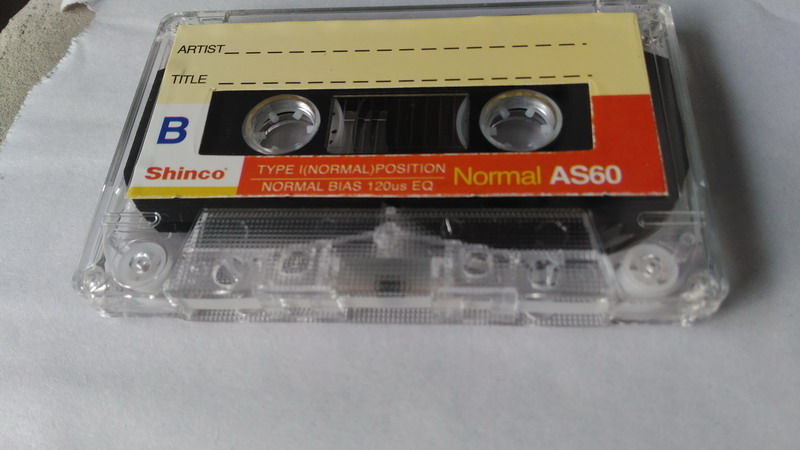 ARTIST
TITLE
B
Shinco
TYPE I(NORMAL)POSITION
NORMAL BIAS 120us EQ
Normal AS60